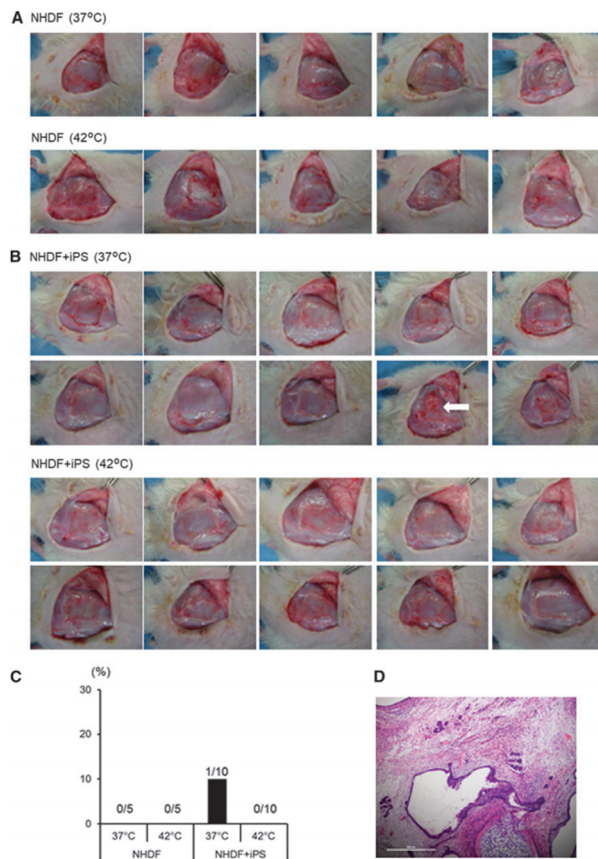 A NHDF (37°C)
NHDF (42°C)
B NHDF+iPS (37°C)
NHDF+iPS (42°C)
C
(%)
30
20
10
0
0/5 0/5 1/10 0/10
37°C 42°C 37°C 42°C
NHDF NHDF+iPS
D